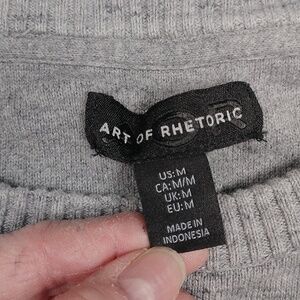 ART OF RHETORIC
US:M
CA:M/M
UK:M
EU:M
MADE IN
INDONESIA